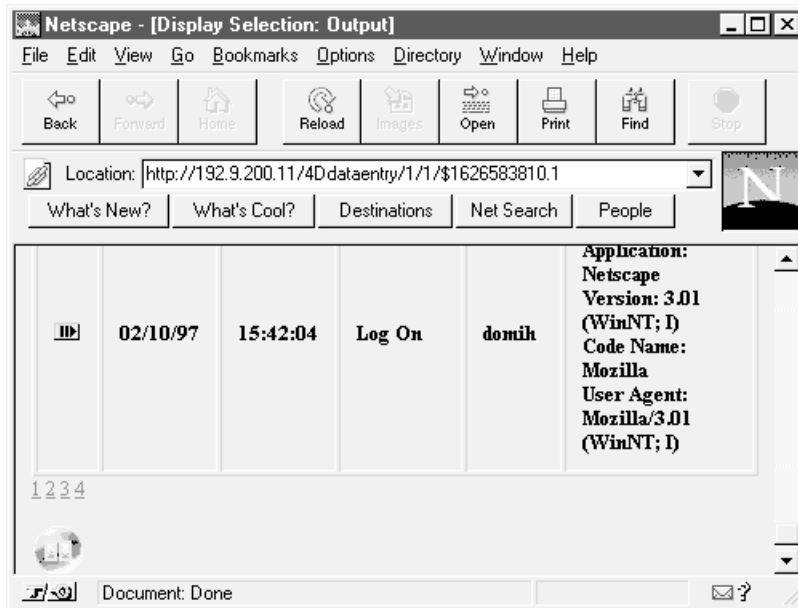 Netscape - [Display Selection: Output]
File Edit View Go Bookmarks Options Directory Window Help
Back Forward Home Reload Images Open Print Find Stop
Location: http://192.9.200.11/4Ddataentry/1/1/$1626583810.1
N
What's New? What's Cool? Destinations Net Search People
Application:
Netscape
Version: 3.01
02/10/97 15:42:04 Log On domih (WinNT; I)
Code Name:
Mozilla
User Agent:
Mozilla/3.01
(WinNT; I)
1 2 3 4
Document: Done